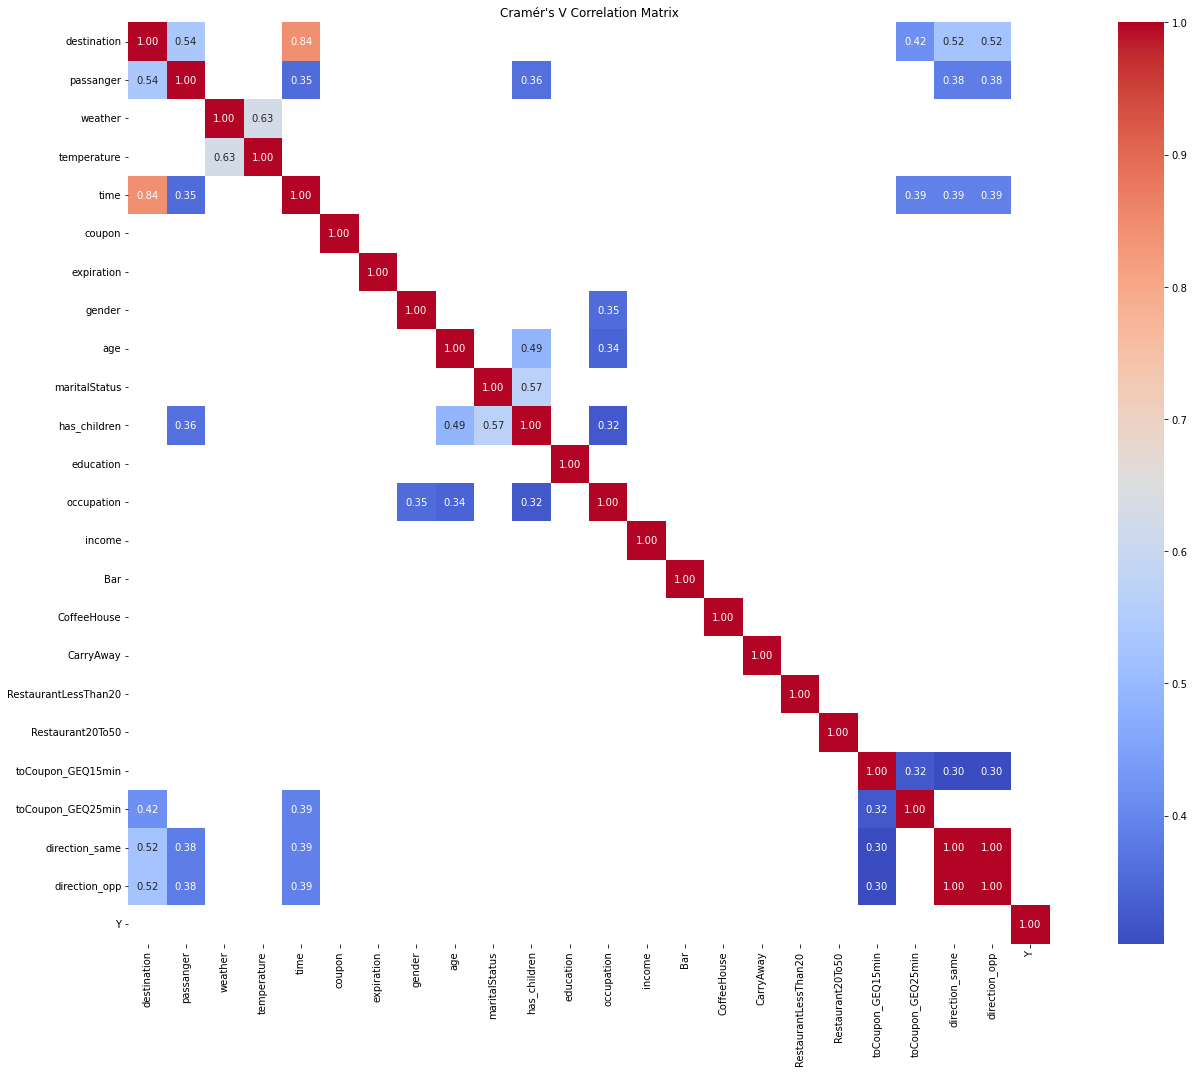 Cramér's V Correlation Matrix
destination 1.00 0.54 0.84 0.42 0.52 0.52
passanger 0.54 1.00 0.35 0.36 0.38 0.38
weather 1.00 0.63
temperature 0.63 1.00
time 0.84 0.35 1.00 0.39 0.39 0.39
coupon 1.00
expiration 1.00
gender 1.00 0.35
age 1.00 0.49 0.34
maritalStatus 1.00 0.57
has_children 0.36 0.49 0.57 1.00 0.32
education 1.00
occupation 0.35 0.34 0.32 1.00
income 1.00
Bar 1.00
CoffeeHouse 1.00
CarryAway 1.00
RestaurantLessThan20 1.00
Restaurant20To50 1.00
toCoupon_GEQ15min 1.00 0.32 0.30 0.30
toCoupon_GEQ25min 0.42 0.39 0.32 1.00
direction_same 0.52 0.38 0.39 0.30 1.00 1.00
direction_opp 0.52 0.38 0.39 0.30 1.00 1.00
Y 1.00
destination
passanger
weather
temperature
time
coupon
expiration
gender
age
maritalStatus
has_children
education
occupation
income
Bar
CoffeeHouse
CarryAway
RestaurantLessThan20
Restaurant20To50
toCoupon_GEQ15min
toCoupon_GEQ25min
direction_same
direction_opp
Y
1.0
0.9
0.8
0.7
0.6
0.5
0.4